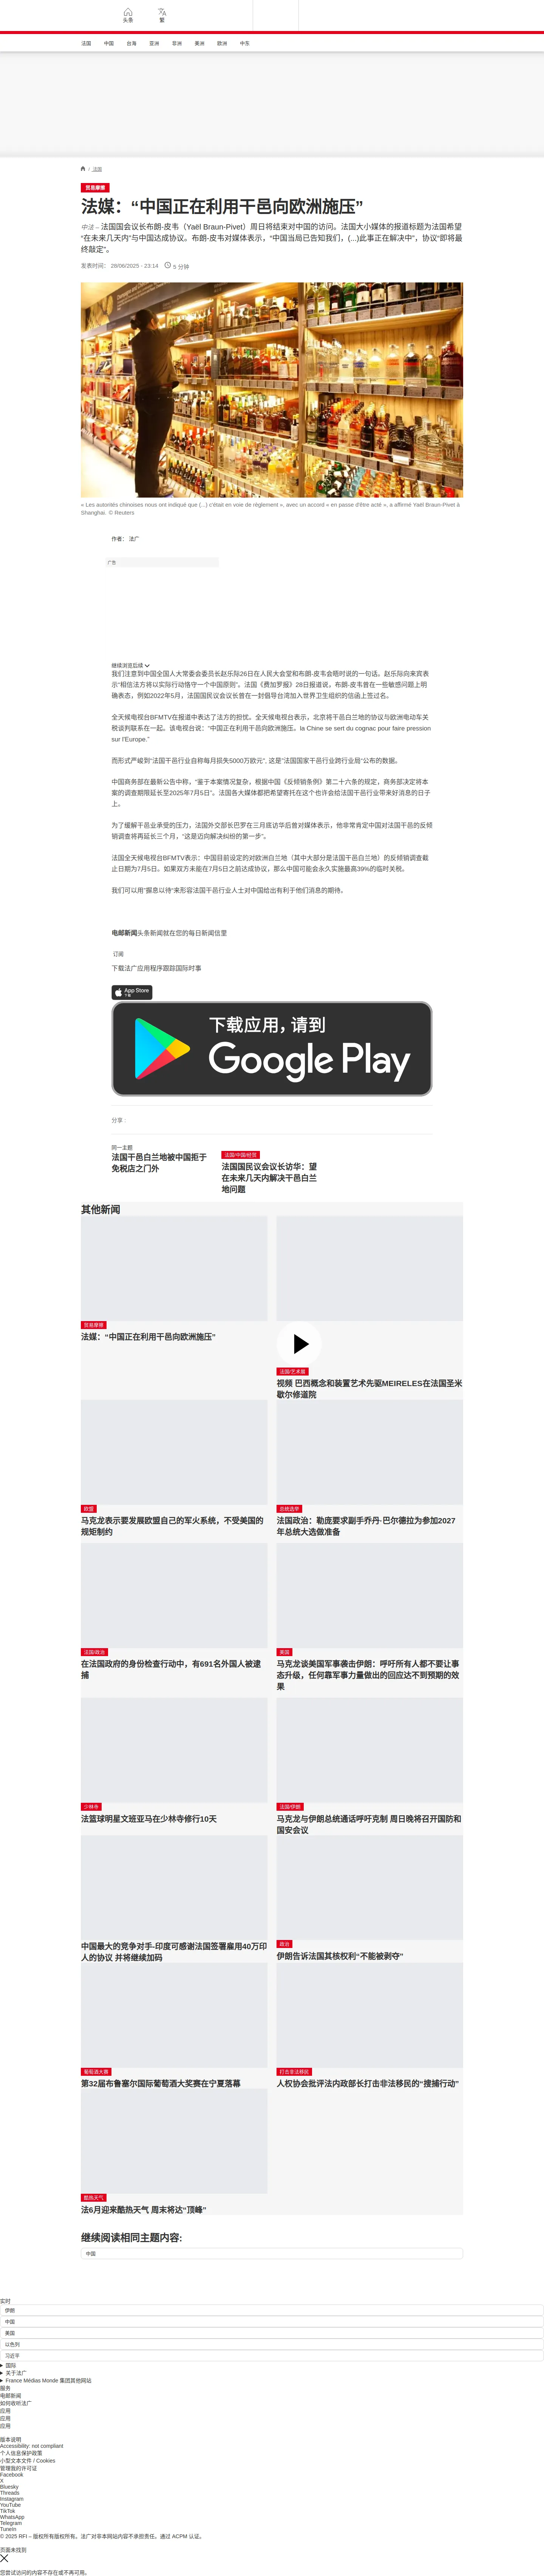 头条
繁
法国
中国
台海
亚洲
非洲
美洲
欧洲
中东
/ 法国
贸易摩擦
法媒：“中国正在利用干邑向欧洲施压”
中法 – 法国国会议长布朗-皮韦（Yaël Braun-Pivet）周日将结束对中国的访问。法国大小媒体的报道标题为法国希望
“在未来几天内”与中国达成协议。布朗-皮韦对媒体表示，“中国当局已告知我们，(...)此事正在解决中”，协议“即将最
终敲定”。
发表时间： 28/06/2025 - 23:14
5 分钟
« Les autorités chinoises nous ont indiqué que (...) c'était en voie de règlement », avec un accord « en passe d'être acté », a affirmé Yaël Braun-Pivet à
Shanghai. © Reuters
作者： 法广
广告
继续浏览后续
我们注意到中国全国人大常委会委员长赵乐际26日在人民大会堂和布朗-皮韦会晤时说的一句话。赵乐际向来宾表
示“相信法方将以实际行动恪守一个中国原则”。法国《费加罗报》28日报道说，布朗-皮韦曾在一些敏感问题上明
确表态，例如2022年5月，法国国民议会议长曾在一封倡导台湾加入世界卫生组织的信函上签过名。
全天候电视台BFMTV在报道中表达了法方的担忧。全天候电视台表示，北京将干邑白兰地的协议与欧洲电动车关
税谈判联系在一起。该电视台说：“中国正在利用干邑向欧洲施压。la Chine se sert du cognac pour faire pression
sur l'Europe.”
而形式严峻到“法国干邑行业自称每月损失5000万欧元”, 这是”法国国家干邑行业跨行业局“公布的数据。
中国商务部在最新公告中称，“鉴于本案情况复杂，根据中国《反倾销条例》第二十六条的规定，商务部决定将本
案的调查期限延长至2025年7月5日”。法国各大媒体都把希望寄托在这个也许会给法国干邑行业带来好消息的日子
上。
为了缓解干邑业承受的压力，法国外交部长巴罗在三月底访华后曾对媒体表示，他非常肯定中国对法国干邑的反倾
销调查将再延长三个月，“这是迈向解决纠纷的第一步”。
法国全天候电视台BFMTV表示：中国目前设定的对欧洲白兰地（其中大部分是法国干邑白兰地）的反倾销调查截
止日期为7月5日。如果双方未能在7月5日之前达成协议，那么中国可能会永久实施最高39%的临时关税。
我们可以用”摒息以待“来形容法国干邑行业人士对中国给出有利于他们消息的期待。
电邮新闻头条新闻就在您的每日新闻信里
订阅
下载法广应用程序跟踪国际时事
App Store
下载
下载应用，请到
Google Play
分享 :
同一主题
法国干邑白兰地被中国拒于
免税店之门外
法国/中国/经贸
法国国民议会议长访华：望
在未来几天内解决干邑白兰
地问题
其他新闻
贸易摩擦
法媒：“中国正在利用干邑向欧洲施压”
法国/艺术展
视频 巴西概念和装置艺术先驱MEIRELES在法国圣米
歇尔修道院
欧盟
马克龙表示要发展欧盟自己的军火系统，不受美国的
规矩制约
总统选举
法国政治：勒庞要求副手乔丹·巴尔德拉为参加2027
年总统大选做准备
法国/政治
在法国政府的身份检查行动中，有691名外国人被逮
捕
美国
马克龙谈美国军事袭击伊朗：呼吁所有人都不要让事
态升级，任何靠军事力量做出的回应达不到预期的效
果
少林寺
法篮球明星文班亚马在少林寺修行10天
法国/伊朗
马克龙与伊朗总统通话呼吁克制 周日晚将召开国防和
国安会议
中国最大的竞争对手-印度可感谢法国签署雇用40万印
人的协议 并将继续加码
政治
伊朗告诉法国其核权利“不能被剥夺”
葡萄酒大赛
第32届布鲁塞尔国际葡萄酒大奖赛在宁夏落幕
打击非法移民
人权协会批评法内政部长打击非法移民的“搜捕行动”
酷热天气
法6月迎来酷热天气 周末将达“顶峰”
继续阅读相同主题内容:
中国
实时
伊朗
中国
美国
以色列
习近平
国际
关于法广
France Médias Monde 集团其他网站
服务
电邮新闻
如何收听法广
应用
应用
应用
版本说明
Accessibility: not compliant
个人信息保护政策
小型文本文件 / Cookies
管理我的许可证
Facebook
X
Bluesky
Threads
Instagram
YouTube
TikTok
WhatsApp
Telegram
TuneIn
© 2025 RFI – 版权所有版权所有。法广对非本网站内容不承担责任。通过 ACPM 认证。
页面未找到
您尝试访问的内容不存在或不再可用。